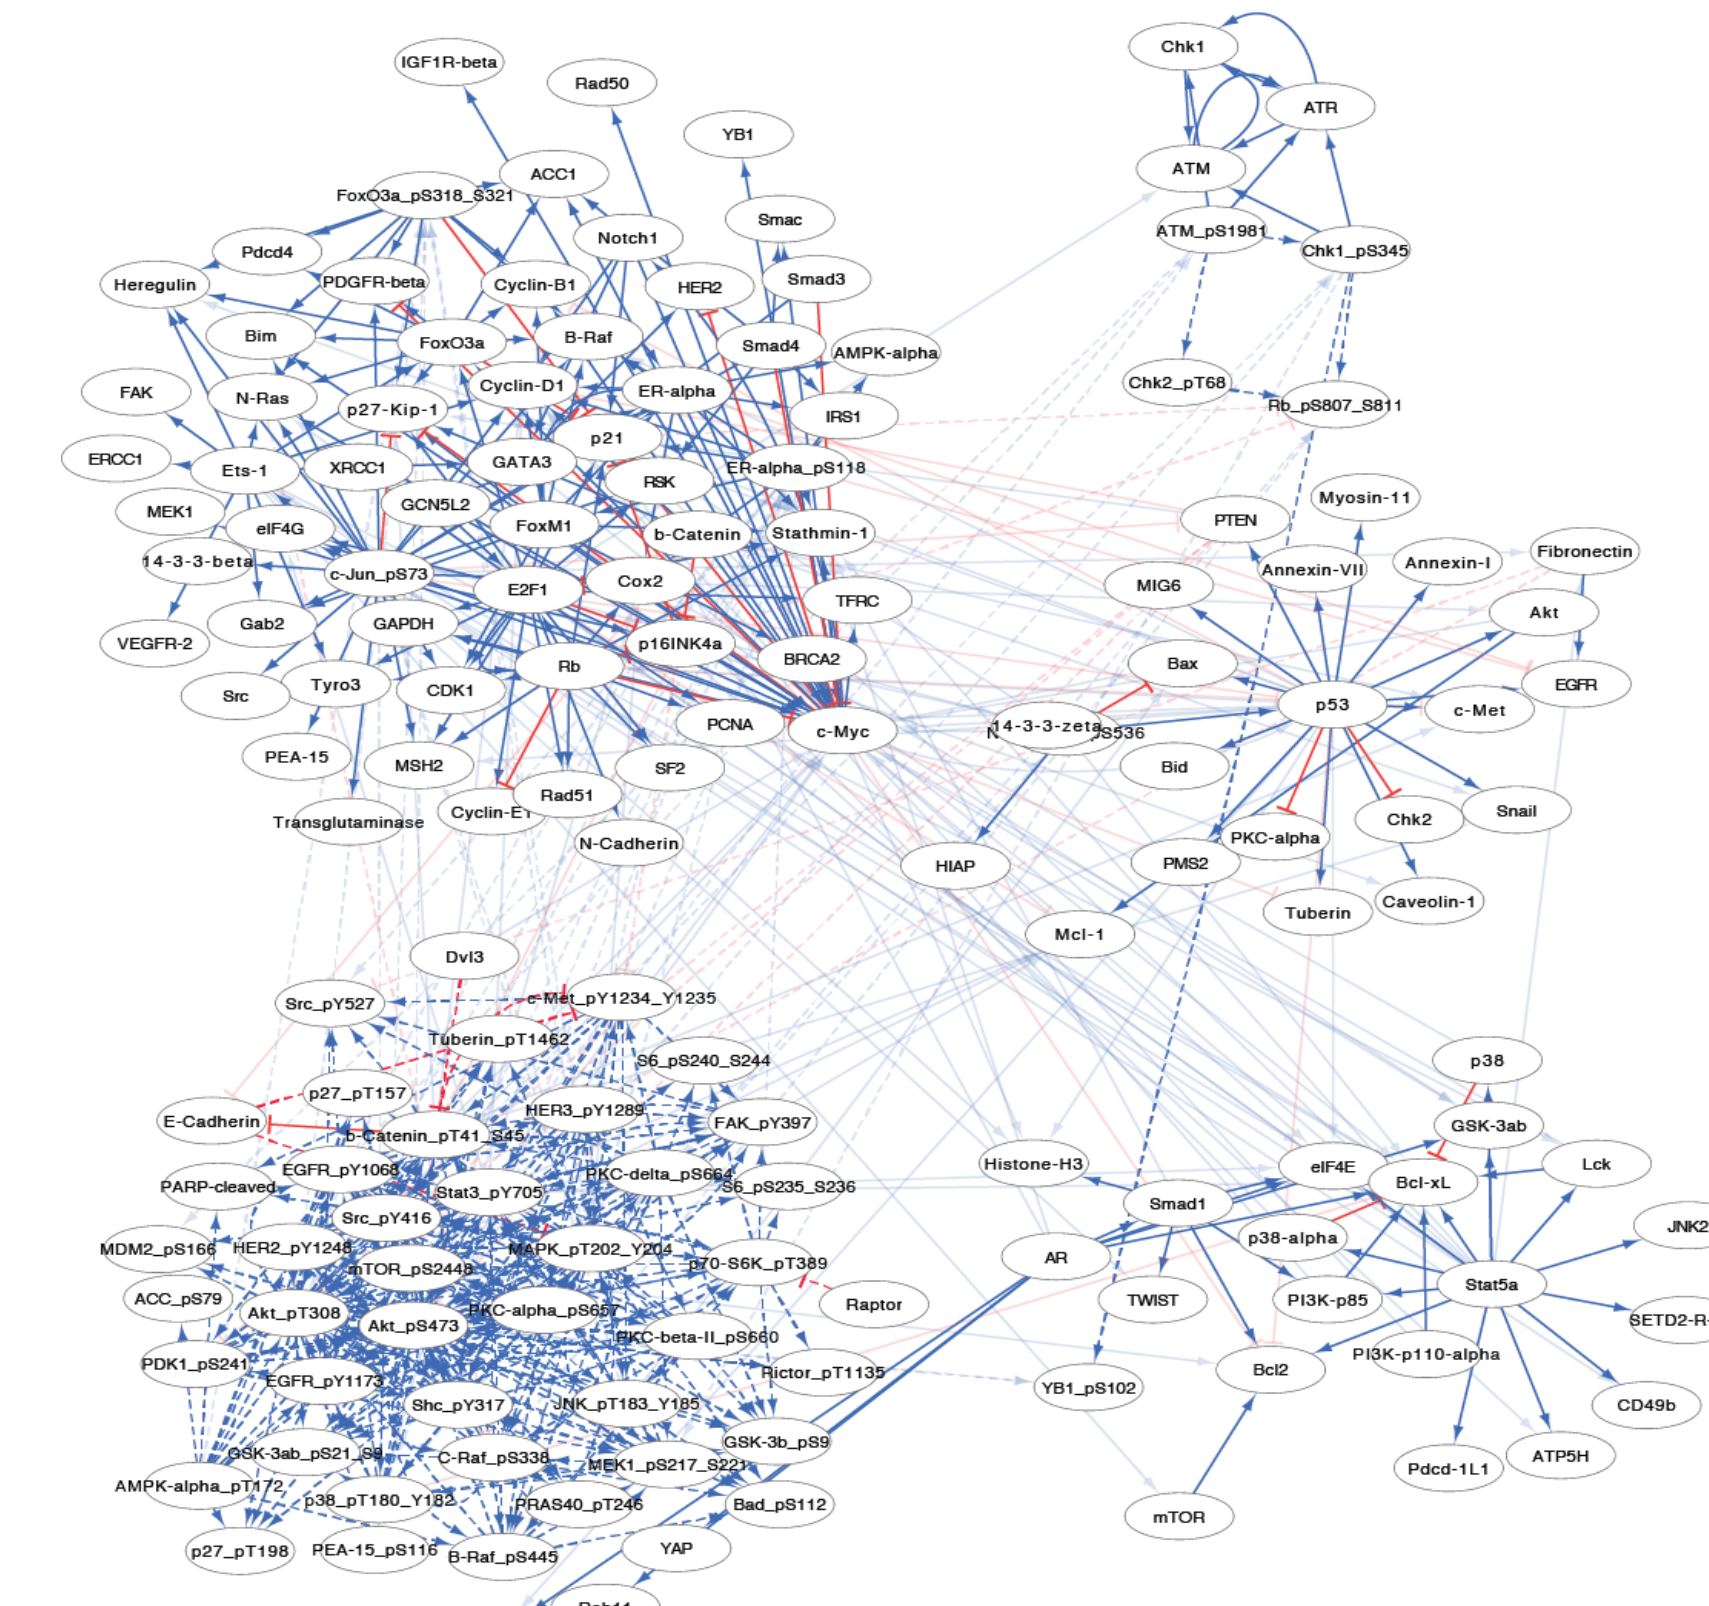 Chk1
IGF1R-beta
Rad50
ATR
YB1
ATM
ACC1
FoxO3a_pS318_S321
Smac
ATM_pS1981
Notch1
Chk1_pS345
Pdcd4
Heregulin
PDGFR-beta
Cyclin-B1
HER2
Smad3
Bim
FoxO3a
B-Raf
Smad4
AMPK-alpha
Chk2_pT68
FAK
N-Ras
p27-Kip-1
Cyclin-D1
ER-alpha
IRS1
Rb_pS807_S811
p21
ERCC1
Ets-1
XRCC1
GATA3
RSK
ER-alpha_pS118
MEK1
GCN5L2
Myosin-11
eIF4G
FoxM1
b-Catenin
Stathmin-1
PTEN
14-3-3-beta
c-Jun_pS73
Fibronectin
Annexin-VII
Annexin-I
E2F1
Cox2
TFRC
MIG6
Akt
Gab2
GAPDH
VEGFR-2
p16INK4a
BRCA2
Rb
Bax
Src
Tyro3
CDK1
EGFR
p53
c-Met
PCNA
c-Myc
14-3-3-zeta
pS536
PEA-15
MSH2
SF2
Bid
Transglutaminase
Cyclin-E1
Rad51
Snail
Chk2
N-Cadherin
PKC-alpha
HIAP
PMS2
Caveolin-1
Tuberin
Mcl-1
Dvl3
Src_pY527
c-Met_pY1234_Y1235
Tuberin_pT1462
S6_pS240_S244
p38
p27_pT157
E-Cadherin
HER3_pY1289
FAK_pY397
GSK-3ab
b-Catenin_pT41_S45
EGFR_pY1068
PKC-delta_pS664
Histone-H3
eIF4E
Lck
PARP-cleaved
Stat3_pY705
S6_pS235_S236
Bcl-xL
Smad1
Src_pY416
MDM2_pS166
HER2_pY1248
MAPK_pT202_Y204
p38-alpha
JNK2
mTOR_pS2448
p70-S6K_pT389
AR
ACC_pS79
Akt_pT308
PKC-alpha_pS657
Raptor
TWIST
PI3K-p85
Stat5a
Akt_pS473
PKC-beta-II_pS660
SETD2-R-
PDK1_pS241
EGFR_pY1173
Rictor_pT1135
YB1_pS102
Bcl2
PI3K-p110-alpha
Shc_pY317
JNK_pT183_Y185
CD49b
GSK-3ab_pS21_S9
C-Raf_pS338
MEK1_pS217_S221
GSK-3b_pS9
Pdcd-1L1
ATP5H
AMPK-alpha_pT172
p38_pT180_Y182
PRAS40_pT246
Bad_pS112
mTOR
p27_pT198
PEA-15_pS116
B-Raf_pS445
YAP